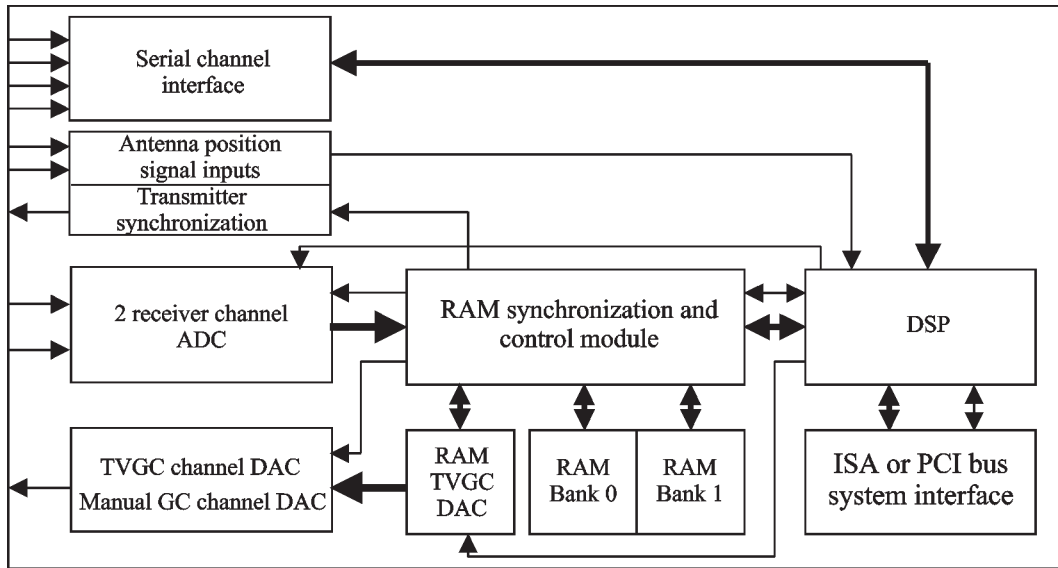 Serial channel
interface
Antenna position
signal inputs
Transmitter
synchronization
2 receiver channel
ADC
RAM synchronization and
control module
DSP
TVGC channel DAC
Manual GC channel DAC
RAM
TVGC
DAC
RAM
Bank 0
RAM
Bank 1
ISA or PCI bus
system interface